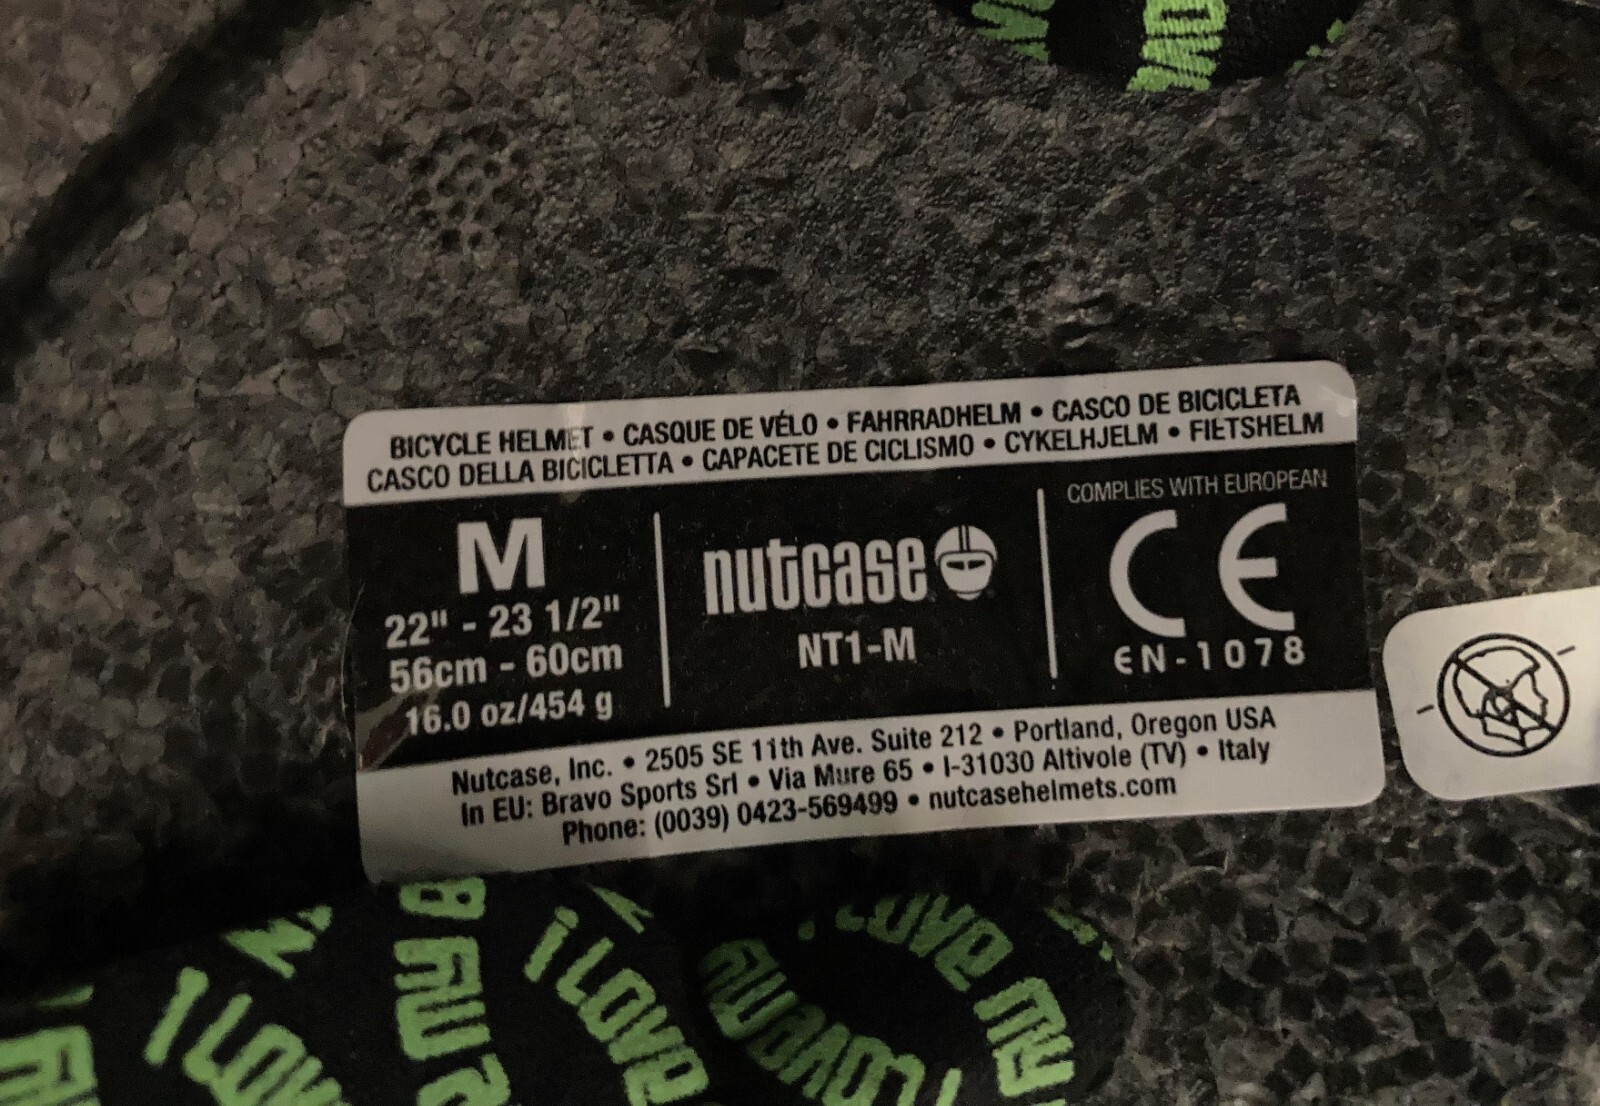 BICYCLE HELMET • CASQUE DE VÉLO • FAHRRADHELM • CASCO DE BICICLETA
CASCO DELLA BICICLETTA • CAPACETE DE CICLISMO • CYKELHJELM • FIETSHELM
M
22" - 23 1/2"
56cm - 60cm
16.0 oz/454 g
nutcase
NT1-M
COMPLIES WITH EUROPEAN
CE
EN-1078
Nutcase, Inc. • 2505 SE 11th Ave. Suite 212 • Portland, Oregon USA
In EU: Bravo Sports Srl • Via Mure 65 • I-31030 Altivole (TV) • Italy
Phone: (0039) 0423-569499 • nutcasehelmets.com
i Love
i Love my